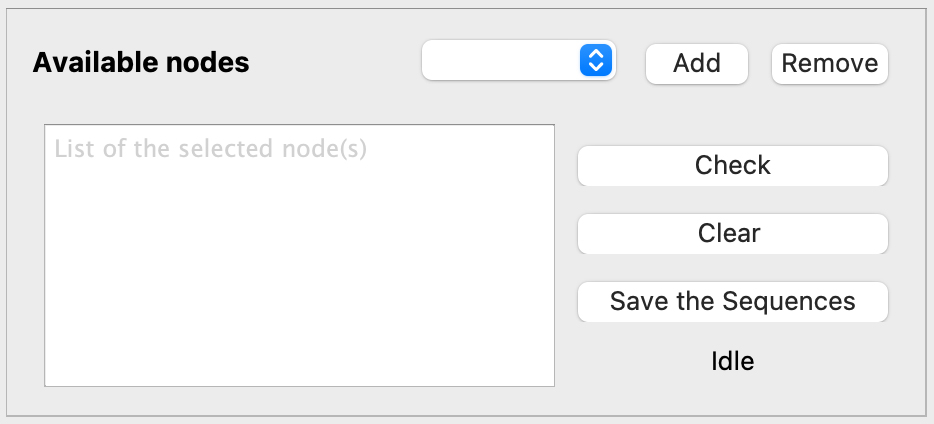 Available nodes
Add
Remove
List of the selected node(s)
Check
Clear
Save the Sequences
Idle